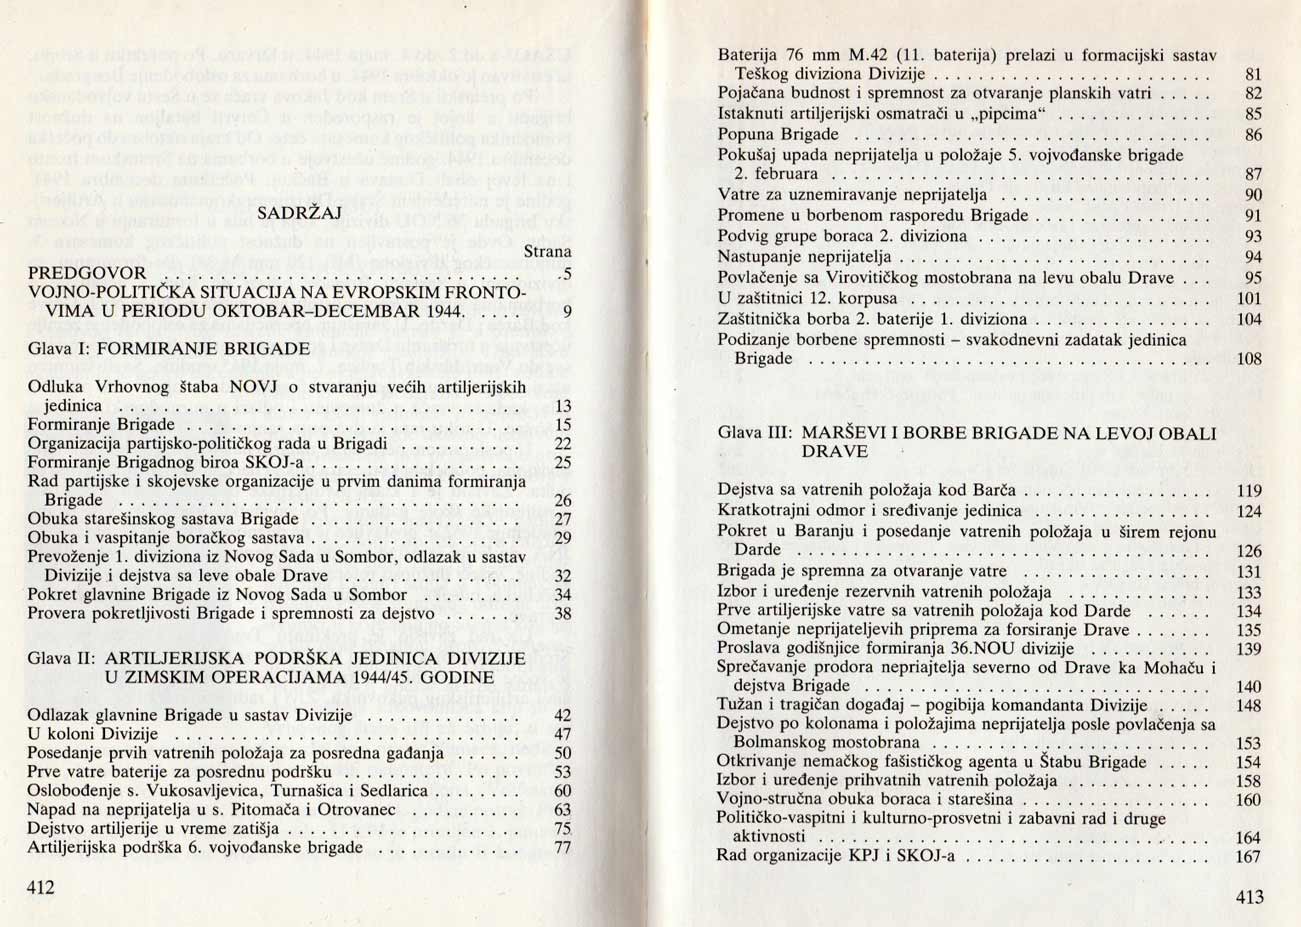 SADRŽAJ
Strana
PREDGOVOR . . . . . . . . . . . . . . . . . . . . . . . . . . . . . . . 5
VOJNO-POLITIČKA SITUACIJA NA EVROPSKIM FRONTO-
VIMA U PERIODU OKTOBAR–DECEMBAR 1944. . . . . 9
Glava I: FORMIRANJE BRIGADE
Odluka Vrhovnog štaba NOVJ o stvaranju većih artiljerijskih
jedinica . . . . . . . . . . . . . . . . . . . . . . . . . . . . . . . . . . . 13
Formiranje Brigade . . . . . . . . . . . . . . . . . . . . . . . . . . . . . 15
Organizacija partijsko-političkog rada u Brigadi . . . . . . . . . . . 22
Formiranje Brigadnog biroa SKOJ-a . . . . . . . . . . . . . . . . . . 25
Rad partijske i skojevske organizacije u prvim danima formiranja
Brigade . . . . . . . . . . . . . . . . . . . . . . . . . . . . . . . . . . . 26
Obuka starešinskog sastava Brigade . . . . . . . . . . . . . . . . . . 27
Obuka i vaspitanje boračkog sastava . . . . . . . . . . . . . . . . . . 29
Prevoženje 1. diviziona iz Novog Sada u Sombor, odlazak u sastav
Divizije i dejstva sa leve obale Drave . . . . . . . . . . . . . . . 32
Pokret glavnine Brigade iz Novog Sada u Sombor . . . . . . . . . 34
Provera pokretljivosti Brigade i spremnosti za dejstvo . . . . . . . 38
Glava II: ARTILJERIJSKA PODRŠKA JEDINICA DIVIZIJE
U ZIMSKIM OPERACIJAMA 1944/45. GODINE
Odlazak glavnine Brigade u sastav Divizije . . . . . . . . . . . . . 42
U koloni Divizije . . . . . . . . . . . . . . . . . . . . . . . . . . . . . . 47
Posedanje prvih vatrenih položaja za posredna gađanja . . . . . . 50
Prve vatre baterije za posrednu podršku . . . . . . . . . . . . . . . 53
Oslobođenje s. Vukosavljevica, Turnašica i Sedlarica . . . . . . . . 60
Napad na neprijatelja u s. Pitomača i Otrovanec . . . . . . . . . . 63
Dejstvo artiljerije u vreme zatišja . . . . . . . . . . . . . . . . . . . . 75
Artiljerijska podrška 6. vojvođanske brigade . . . . . . . . . . . . . 77
412
Baterija 76 mm M.42 (11. baterija) prelazi u formacijski sastav
Teškog diviziona Divizije . . . . . . . . . . . . . . . . . . . . . . . . 81
Pojačana budnost i spremnost za otvaranje planskih vatri . . . . . 82
Istaknuti artiljerijski osmatrači u „pipcima“ . . . . . . . . . . . . . . 85
Popuna Brigade . . . . . . . . . . . . . . . . . . . . . . . . . . . . . . . 86
Pokušaj upada neprijatelja u položaje 5. vojvođanske brigade
2. februara . . . . . . . . . . . . . . . . . . . . . . . . . . . . . . . . . 87
Vatre za uznemiravanje neprijatelja . . . . . . . . . . . . . . . . . . 90
Promene u borbenom rasporedu Brigade . . . . . . . . . . . . . . . 91
Podvig grupe boraca 2. diviziona . . . . . . . . . . . . . . . . . . . . 93
Nastupanje neprijatelja . . . . . . . . . . . . . . . . . . . . . . . . . . . 94
Povlačenje sa Virovitičkog mostobrana na levu obalu Drave . . . 95
U zaštitnici 12. korpusa . . . . . . . . . . . . . . . . . . . . . . . . . . 101
Zaštitnička borba 2. baterije 1. diviziona . . . . . . . . . . . . . . . . 104
Podizanje borbene spremnosti – svakodnevni zadatak jedinica
Brigade . . . . . . . . . . . . . . . . . . . . . . . . . . . . . . . . . . . 108
Glava III: MARŠEVI I BORBE BRIGADE NA LEVOJ OBALI
DRAVE
Dejstva sa vatrenih položaja kod Barča . . . . . . . . . . . . . . . . . 119
Kratkotrajni odmor i sređivanje jedinica . . . . . . . . . . . . . . . . 124
Pokret u Baranju i posedanje vatrenih položaja u širem rejonu
Darde . . . . . . . . . . . . . . . . . . . . . . . . . . . . . . . . . . . . 126
Brigada je spremna za otvaranje vatre . . . . . . . . . . . . . . . . . 131
Izbor i uređenje rezervnih vatrenih položaja . . . . . . . . . . . . . 133
Prve artiljerijske vatre sa vatrenih položaja kod Darde . . . . . . 134
Ometanje neprijateljevih priprema za forsiranje Drave . . . . . . . 135
Proslava godišnjice formiranja 36.NOU divizije . . . . . . . . . . . 139
Sprečavanje prodora nepriajtelja severno od Drave ka Mohaču i
dejstva Brigade . . . . . . . . . . . . . . . . . . . . . . . . . . . . . . 140
Tužan i tragičan događaj – pogibija komandanta Divizije . . . . . 148
Dejstvo po kolonama i položajima neprijatelja posle povlačenja sa
Bolmanskog mostobrana . . . . . . . . . . . . . . . . . . . . . . . . 153
Otkrivanje nemačkog fašističkog agenta u Štabu Brigade . . . . . 154
Izbor i uređenje prihvatnih vatrenih položaja . . . . . . . . . . . . . . 158
Vojno-stručna obuka boraca i starešina . . . . . . . . . . . . . . . . . 160
Političko-vaspitni i kulturno-prosvetni i zabavni rad i druge
aktivnosti . . . . . . . . . . . . . . . . . . . . . . . . . . . . . . . . . . 164
Rad organizacije KPJ i SKOJ-a . . . . . . . . . . . . . . . . . . . . . . 167
413